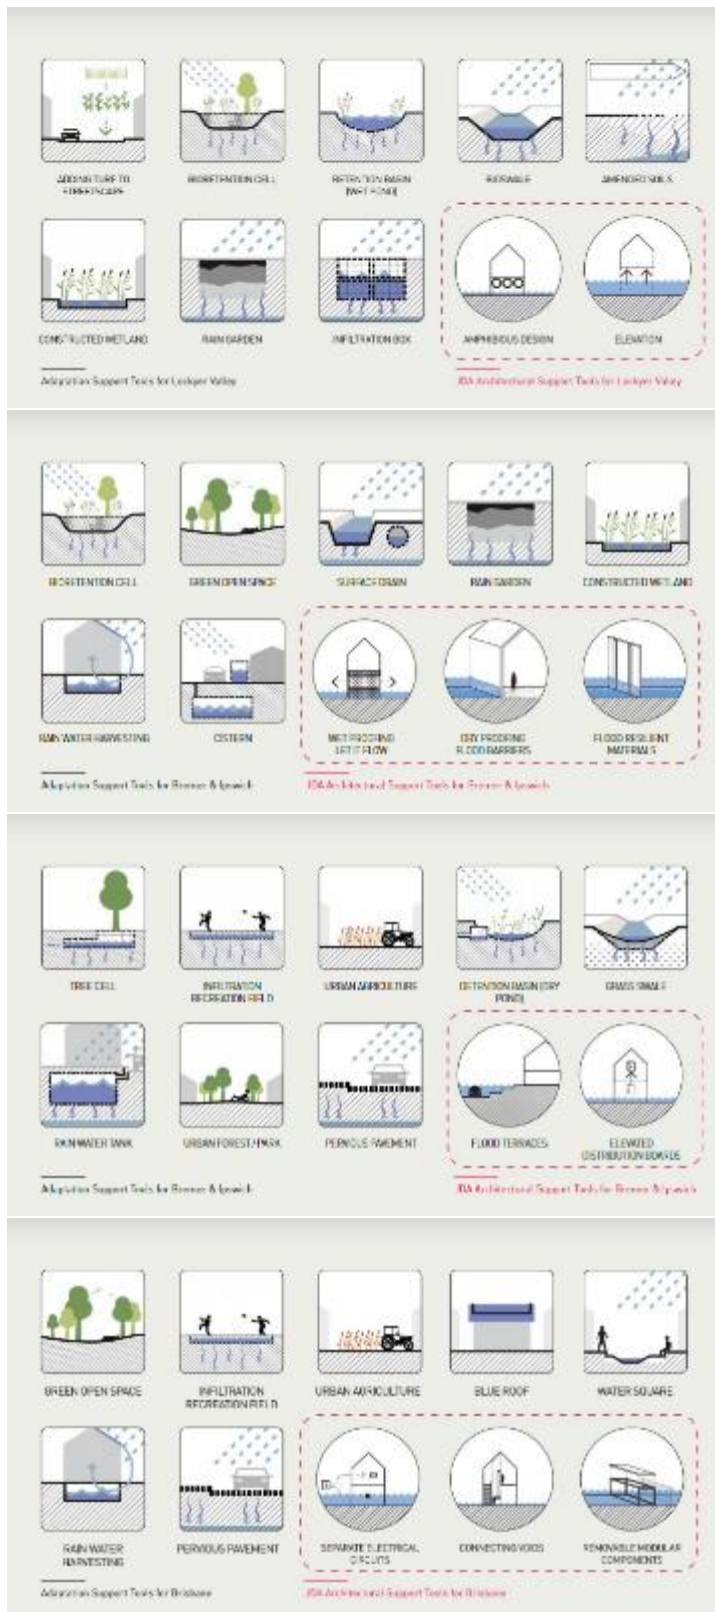 ADDING TURF TO
STREETSCAPE
BIORETENTION CELL
RETENTION BASIN
(WET POND)
BIOSWALE
AMENDED SOILS
CONSTRUCTED WETLAND
RAIN GARDEN
INFILTRATION BOX
AMPHIBIOUS DESIGN
ELEVATION
Adaptation Support Tools for Lockyer Valley
JDA Architectural Support Tools for Lockyer Valley
BIORETENTION CELL
GREEN OPEN SPACE
SURFACE DRAIN
RAIN GARDEN
CONSTRUCTED WETLAND
RAIN WATER HARVESTING
CISTERN
WET PROOFING
LET IT FLOW
DRY PROOFING
FLOOD BARRIERS
FLOOD RESILIENT
MATERIALS
Adaptation Support Tools for Bremer & Ipswich
JDA Architectural Support Tools for Bremer & Ipswich
TREE CELL
INFILTRATION
RECREATION FIELD
URBAN AGRICULTURE
DETENTION BASIN (DRY
POND)
GRASS SWALE
RAIN WATER TANK
URBAN FOREST / PARK
PERVIOUS PAVEMENT
FLOOD TERRACES
ELEVATED
DISTRIBUTION BOARDS
Adaptation Support Tools for Bremer & Ipswich
JDA Architectural Support Tools for Bremer & Ipswich
GREEN OPEN SPACE
INFILTRATION
RECREATION FIELD
URBAN AGRICULTURE
BLUE ROOF
WATER SQUARE
RAIN WATER
HARVESTING
PERVIOUS PAVEMENT
SEPARATE ELECTRICAL
CIRCUITS
CONNECTING VOIDS
REMOVABLE MODULAR
COMPONENTS
Adaptation Support Tools for Brisbane
JDA Architectural Support Tools for Brisbane